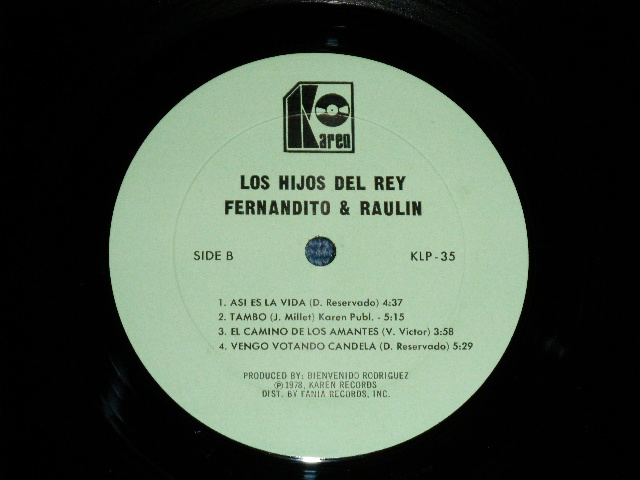 Karen
LOS HIJOS DEL REY
FERNANDITO & RAULIN
SIDE B KLP-35
1. ASI ES LA VIDA (D. Reservado) 4:37
2. TAMBO (J. Millet) Karen Publ. - 5:15
3. EL CAMINO DE LOS AMANTES (V. Victor) 3:58
4. VENGO VOTANDO CANDELA (D. Reservado) 5:29
PRODUCED BY: BIENVENIDO RODRIGUEZ
Ⓟ 1978, KAREN RECORDS
DIST. BY FANIA RECORDS, INC.